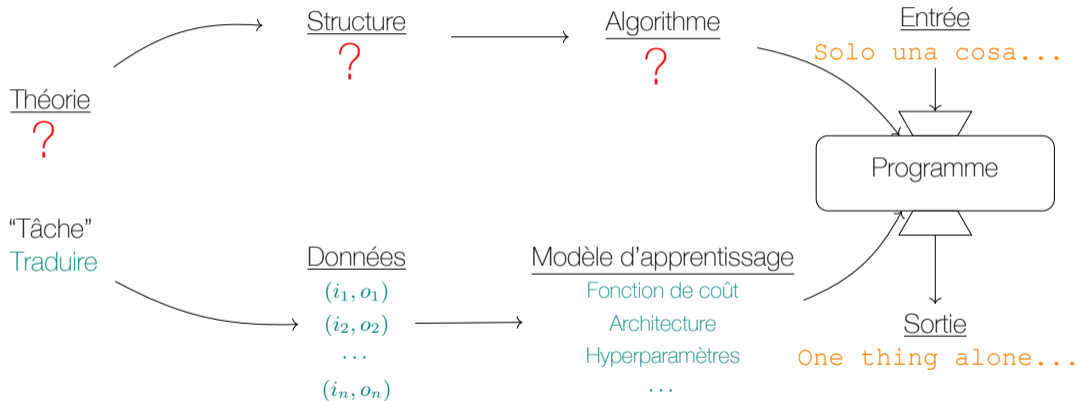 Structure
?
Algorithme
?
Entrée
Solo una cosa...
Théorie
?
Programme
"Tâche"
Traduire
Données
(i₁, o₁)
(i₂, o₂)
...
(iₙ, oₙ)
Modèle d'apprentissage
Fonction de coût
Architecture
Hyperparamètres
...
Sortie
One thing alone...